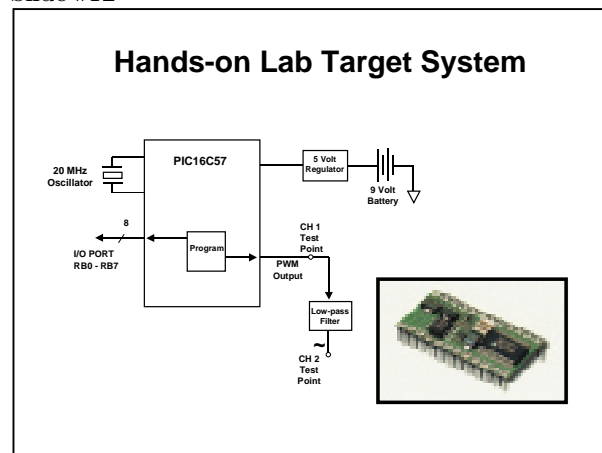 Hands-on Lab Target System
PIC16C57
20 MHz
Oscillator
5 Volt
Regulator
9 Volt
Battery
8
I/O PORT
RB0 - RB7
Program
CH 1
Test
Point
PWM
Output
Low-pass
Filter
~
CH 2
Test
Point